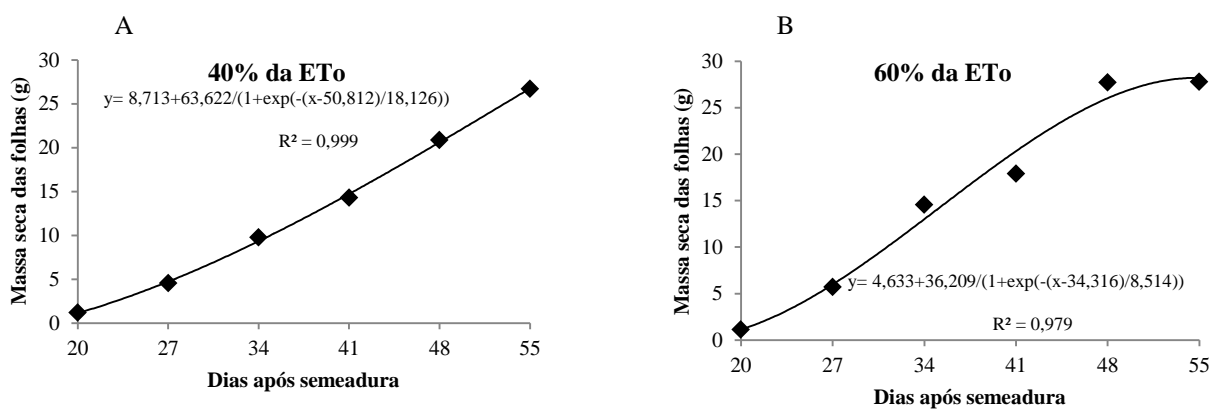 A
40% da ETo
y= 8,713+63,622/(1+exp(-(x-50,812)/18,126))
R² = 0,999
Massa seca das folhas (g)
30
25
20
15
10
5
0
20 27 34 41 48 55
Dias após semeadura
B
60% da ETo
y= 4,633+36,209/(1+exp(-(x-34,316)/8,514))
R² = 0,979
Massa seca das folhas (g)
30
25
20
15
10
5
0
20 27 34 41 48 55
Dias após semeadura